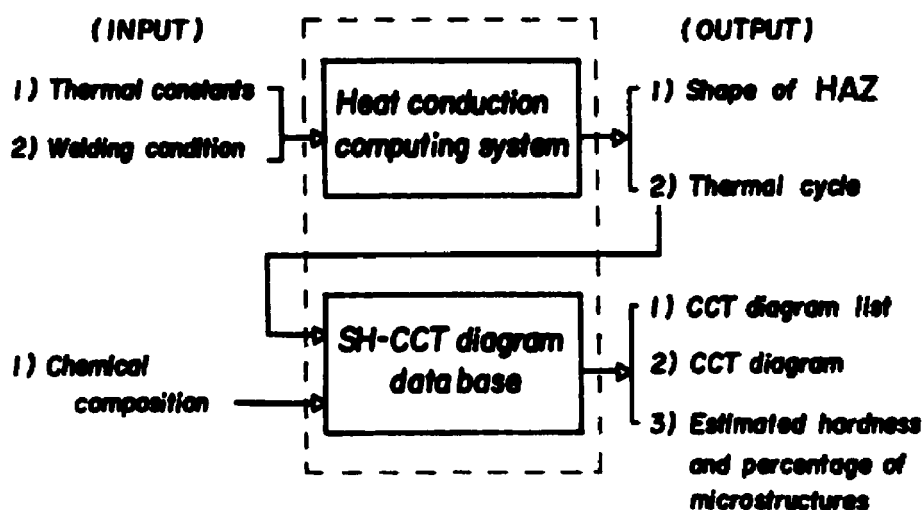 (INPUT)
1) Thermal constants
2) Welding condition
Heat conduction
computing system
(OUTPUT)
1) Shape of HAZ
2) Thermal cycle
1) Chemical
composition
SH-CCT diagram
data base
1) CCT diagram list
2) CCT diagram
3) Estimated hardness
and percentage of
microstructures